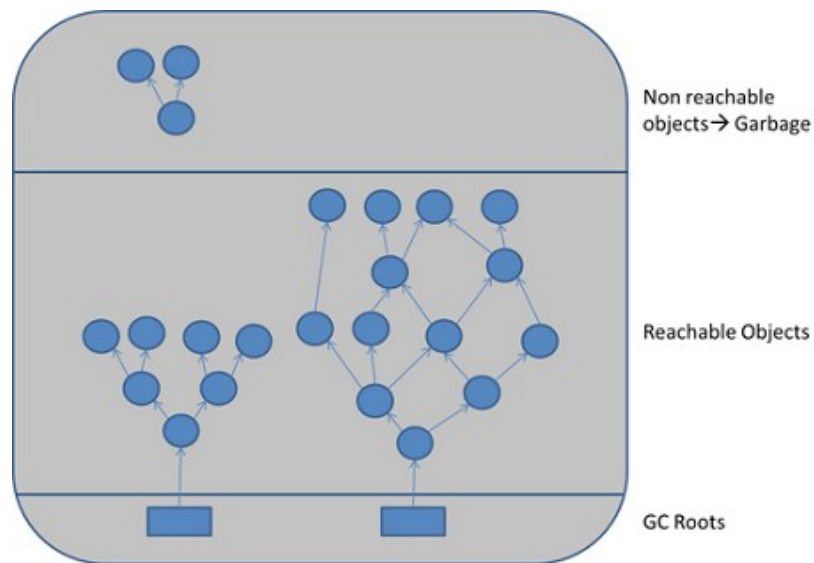 Non reachable
objects→ Garbage
Reachable Objects
GC Roots